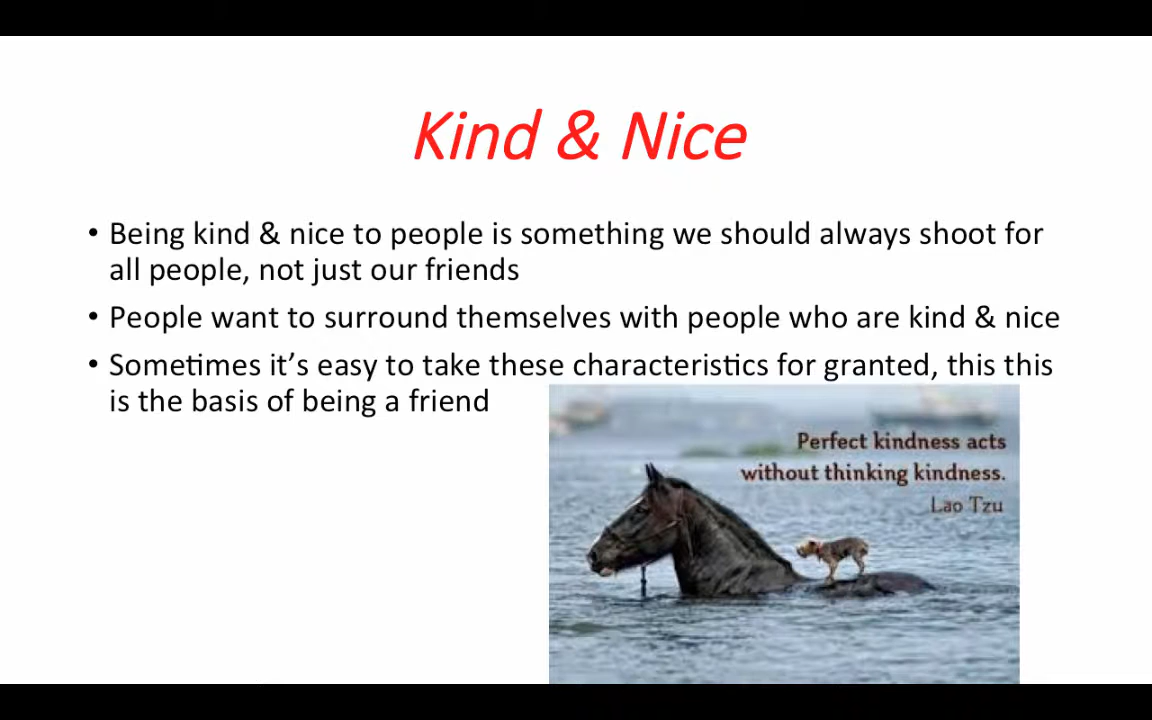 Kind & Nice
• Being kind & nice to people is something we should always shoot for
all people, not just our friends
• People want to surround themselves with people who are kind & nice
• Sometimes it’s easy to take these characteristics for granted, this this
is the basis of being a friend
Perfect kindness acts
without thinking kindness.
Lao Tzu